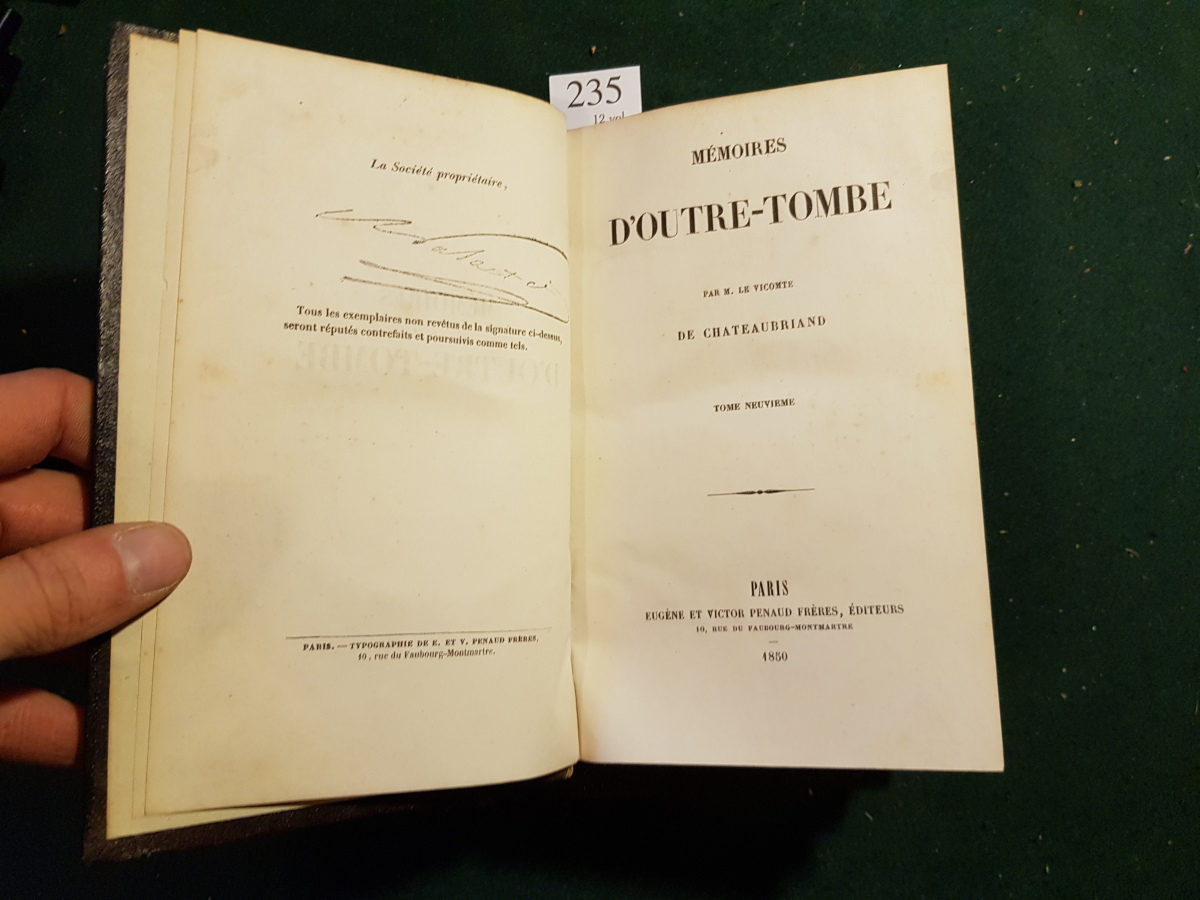 235
12 vol
La Société propriétaire,
Tous les exemplaires non revêtus de la signature ci-dessus,
seront réputés contrefaits et poursuivis comme tels.
PARIS. — TYPOGRAPHIE DE E. ET V. PENAUD FRÈRES,
10, rue du Faubourg-Montmartre.
MÉMOIRES
D'OUTRE-TOMBE
PAR M. LE VICOMTE
DE CHATEAUBRIAND
TOME NEUVIEME
PARIS
EUGÈNE ET VICTOR PENAUD FRÈRES, ÉDITEURS
10, RUE DU FAUBOURG-MONTMARTRE
1850